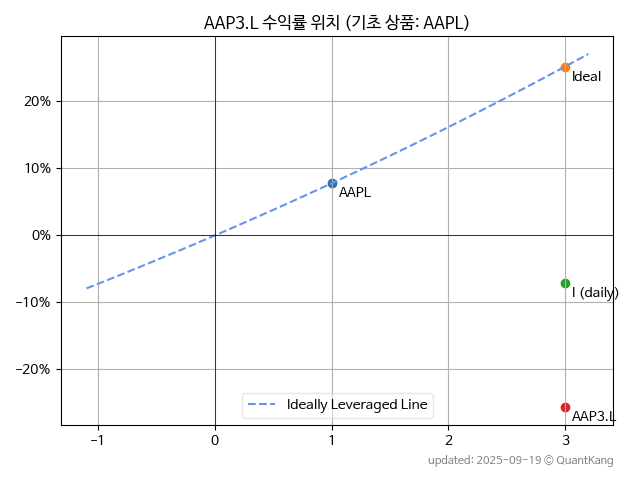 AAP3.L 수익률 위치 (기초 상품: AAPL)
20%
10%
0%
−10%
−20%
Ideal
AAPL
I (daily)
AAP3.L
Ideally Leveraged Line
−1
0
1
2
3
updated: 2025-09-19 © QuantKang